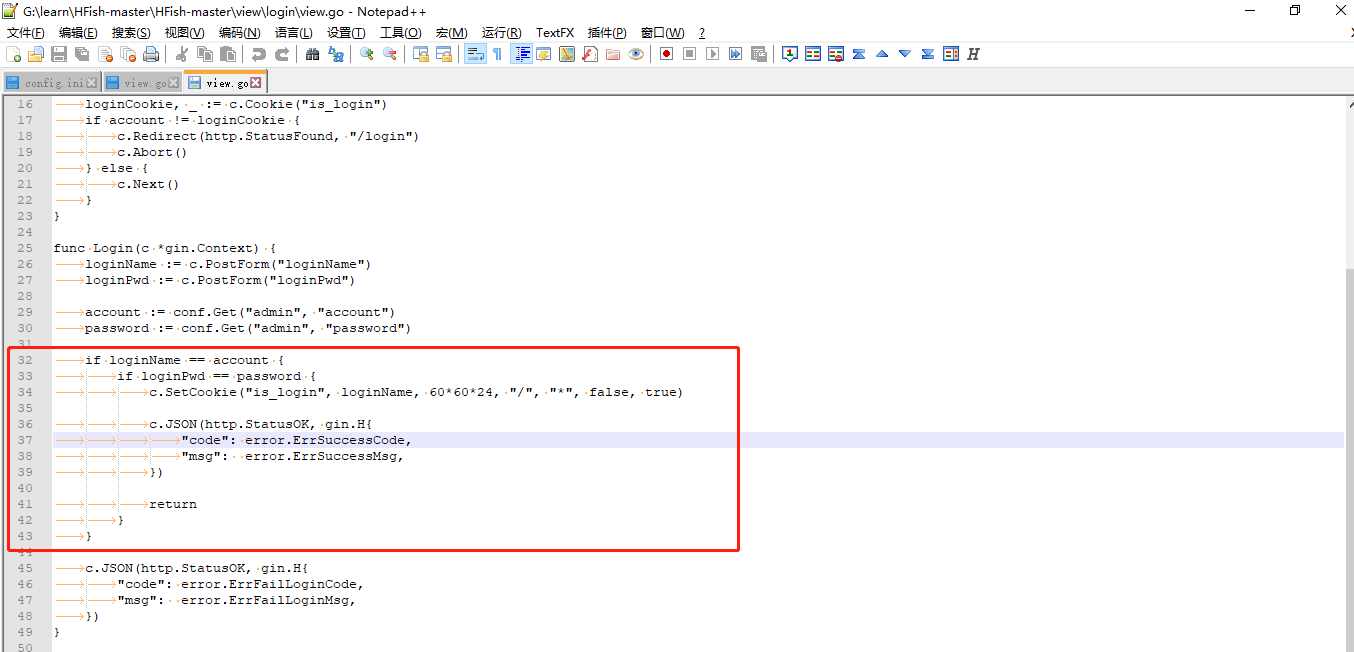 G:\learn\HFish-master\HFish-master\view\login\view.go - Notepad++
文件(F) 编辑(E) 搜索(S) 视图(V) 编码(N) 语言(L) 设置(T) 工具(O) 宏(M) 运行(R) TextFX 插件(P) 窗口(W) ?
config.ini view.go view.go
16 loginCookie, _ := c.Cookie("is_login")
17 if account != loginCookie {
18 c.Redirect(http.StatusFound, "/login")
19 c.Abort()
20 } else {
21 c.Next()
22 }
23 }
24
25 func Login(c *gin.Context) {
26 loginName := c.PostForm("loginName")
27 loginPwd := c.PostForm("loginPwd")
28
29 account := conf.Get("admin", "account")
30 password := conf.Get("admin", "password")
31
32 if loginName == account {
33 if loginPwd == password {
34 c.SetCookie("is_login", loginName, 60*60*24, "/", "*", false, true)
35
36 c.JSON(http.StatusOK, gin.H{
37 "code": error.ErrSuccessCode,
38 "msg": error.ErrSuccessMsg,
39 })
40
41 return
42 }
43 }
44
45 c.JSON(http.StatusOK, gin.H{
46 "code": error.ErrFailLoginCode,
47 "msg": error.ErrFailLoginMsg,
48 })
49 }
50